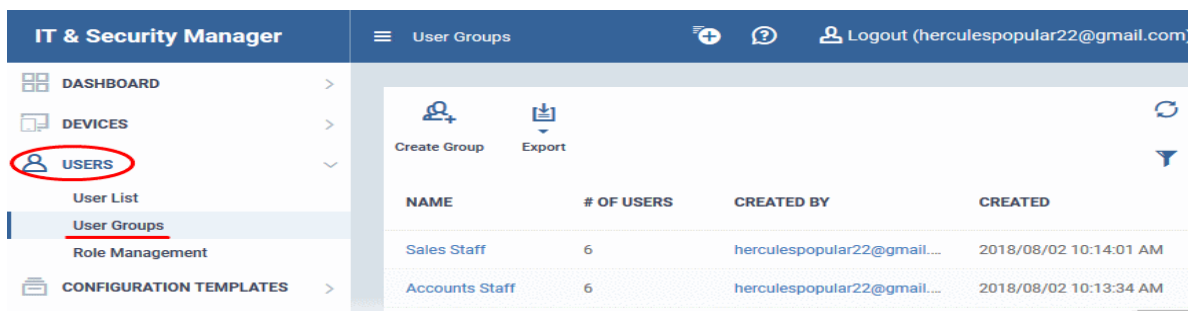 IT & Security Manager
User Groups
Logout (herculespopular22@gmail.com)
DASHBOARD
DEVICES
USERS
User List
User Groups
Role Management
CONFIGURATION TEMPLATES
Create Group
Export
NAME # OF USERS CREATED BY CREATED
Sales Staff 6 herculespopular22@gmail.... 2018/08/02 10:14:01 AM
Accounts Staff 6 herculespopular22@gmail.... 2018/08/02 10:13:34 AM